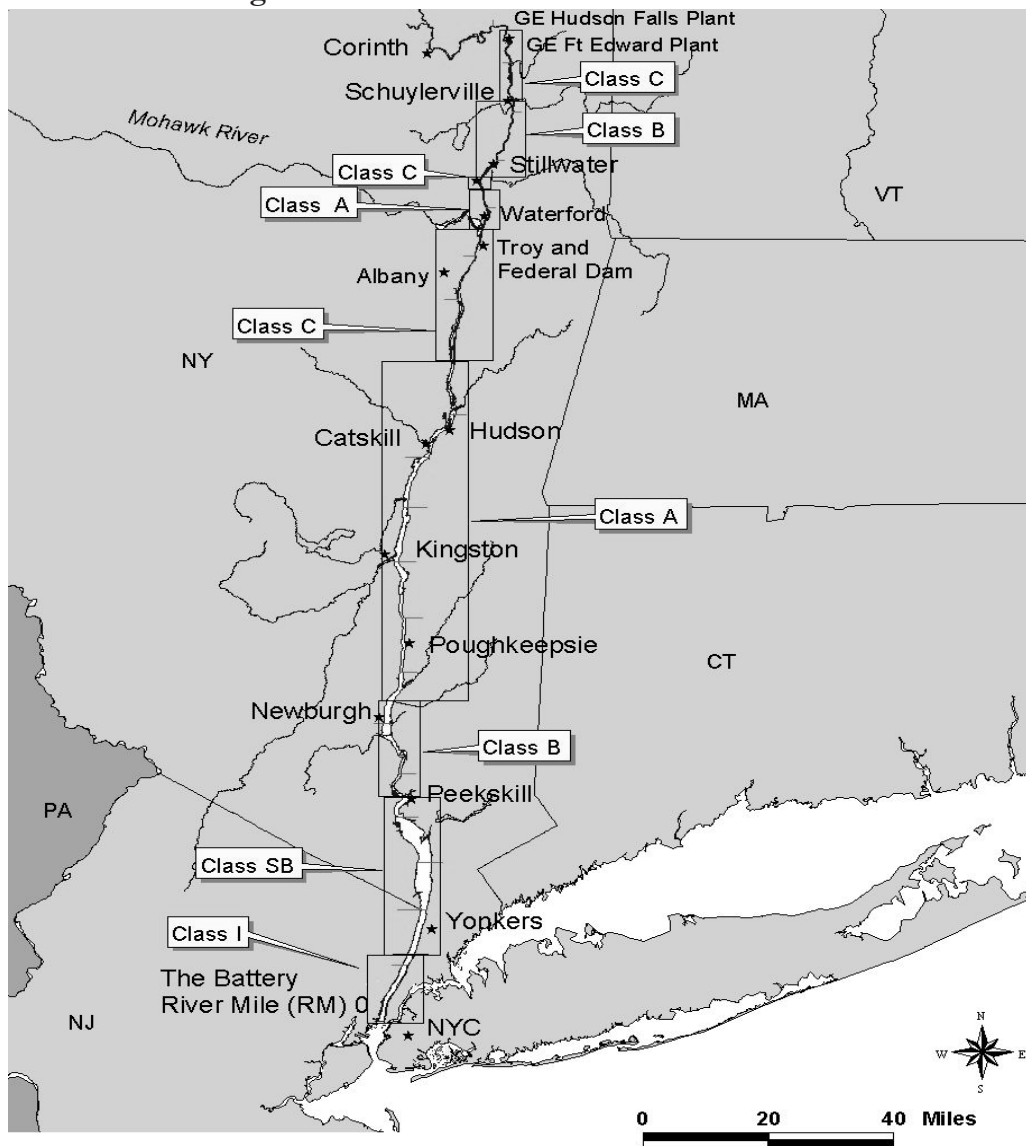 GE Hudson Falls Plant
Corinth
GE Ft Edward Plant
Class C
Schuylerville
Class B
Mohawk River
Stillwater
Class C
Class A
VT
Waterford
Troy and
Federal Dam
Albany
Class C
NY
MA
Hudson
Catskill
Class A
Kingston
Poughkeepsie
CT
Newburgh
Class B
Peekskill
PA
Class SB
Yonkers
Class I
The Battery
River Mile (RM) 0
NJ
NYC
N
W
E
S
0 20 40 Miles